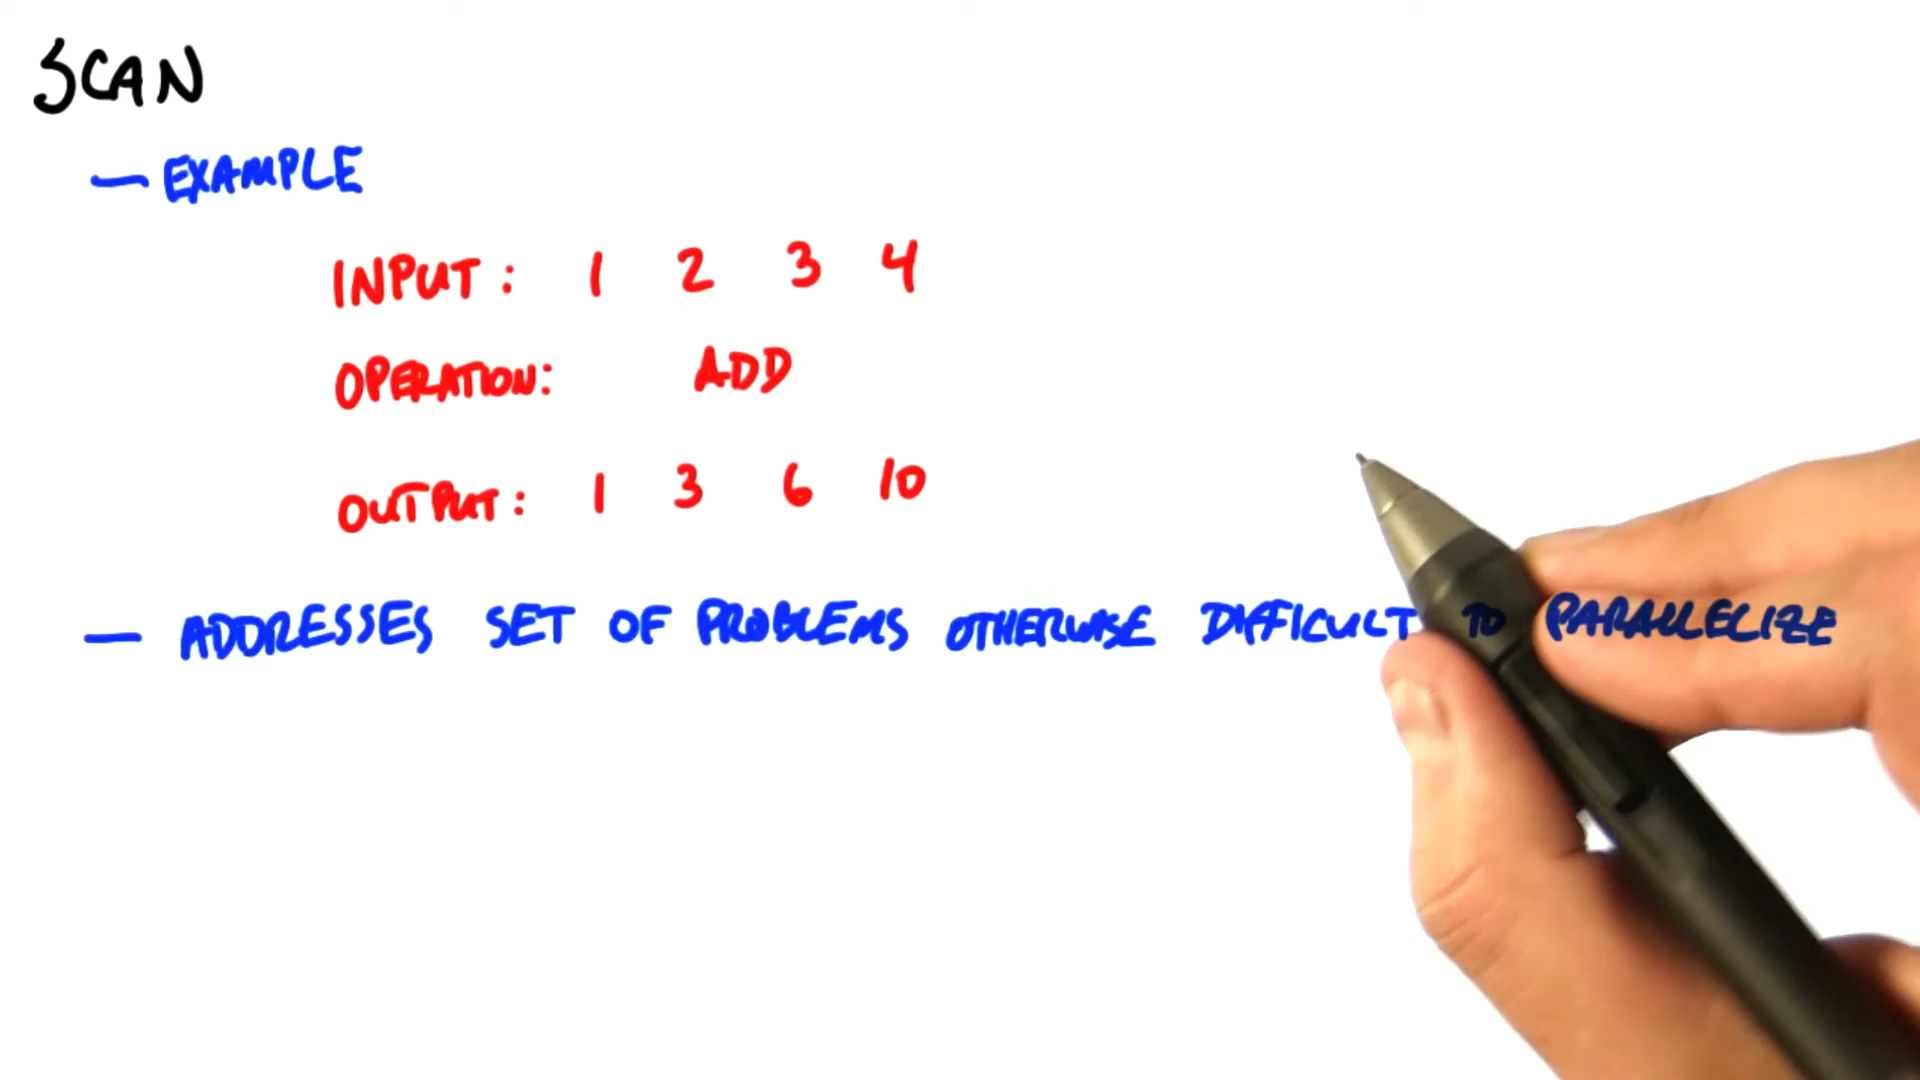 SCAN
— EXAMPLE
INPUT: 1 2 3 4
OPERATION: ADD
OUTPUT: 1 3 6 10
— ADDRESSES SET OF PROBLEMS OTHERWISE DIFFICULT TO PARALLELIZE